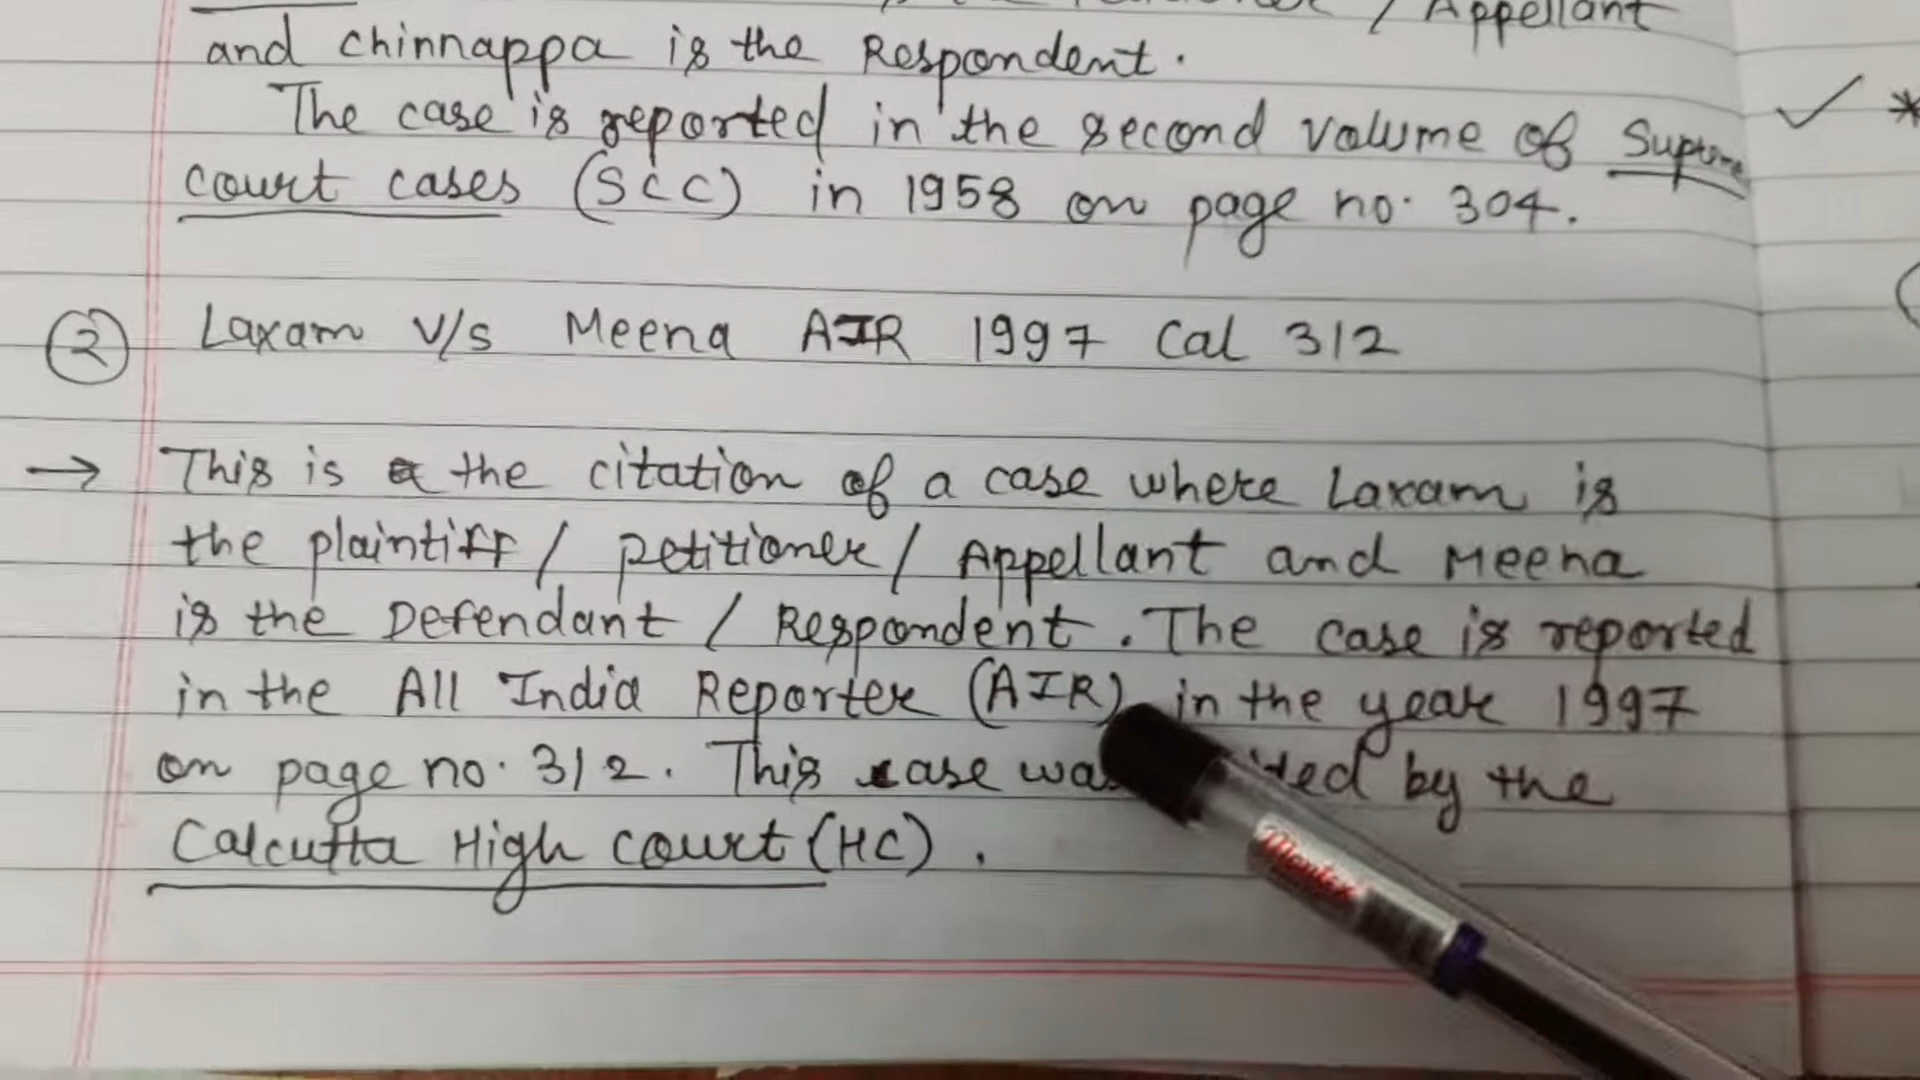 / Appellant
and chinnappa is the Respondent.
The case is reported in the second volume of Supreme
court cases (SCC) in 1958 on page no. 304.
② Laxam v/s Meena AIR 1997 Cal 312
→ This is the citation of a case where Laxam is
the plaintiff / petitioner / Appellant and Meena
is the Defendant / Respondent. The case is reported
in the All India Reporter (AIR) in the year 1997
on page no. 312. This case was by the
Calcutta High court (HC).
Montex